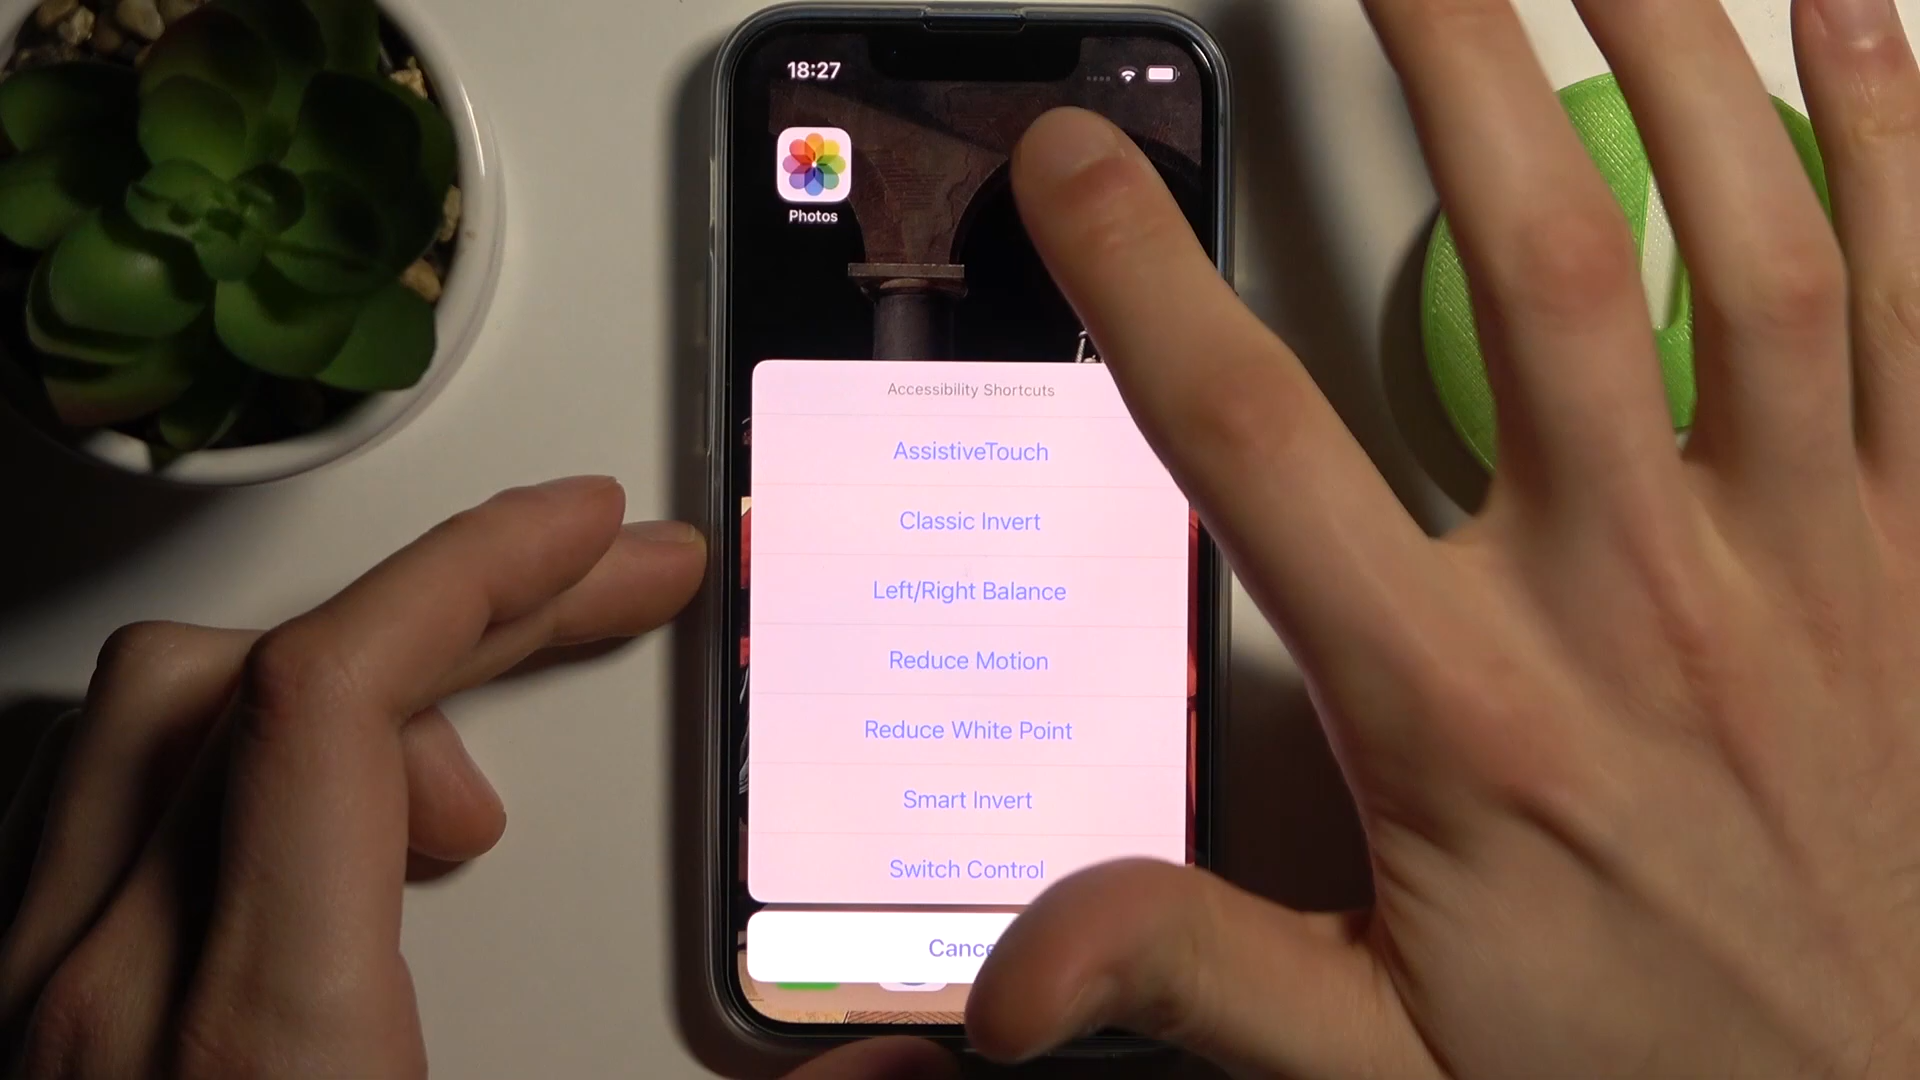 18:27
Photos
Accessibility Shortcuts
AssistiveTouch
Classic Invert
Left/Right Balance
Reduce Motion
Reduce White Point
Smart Invert
Switch Control
Cance